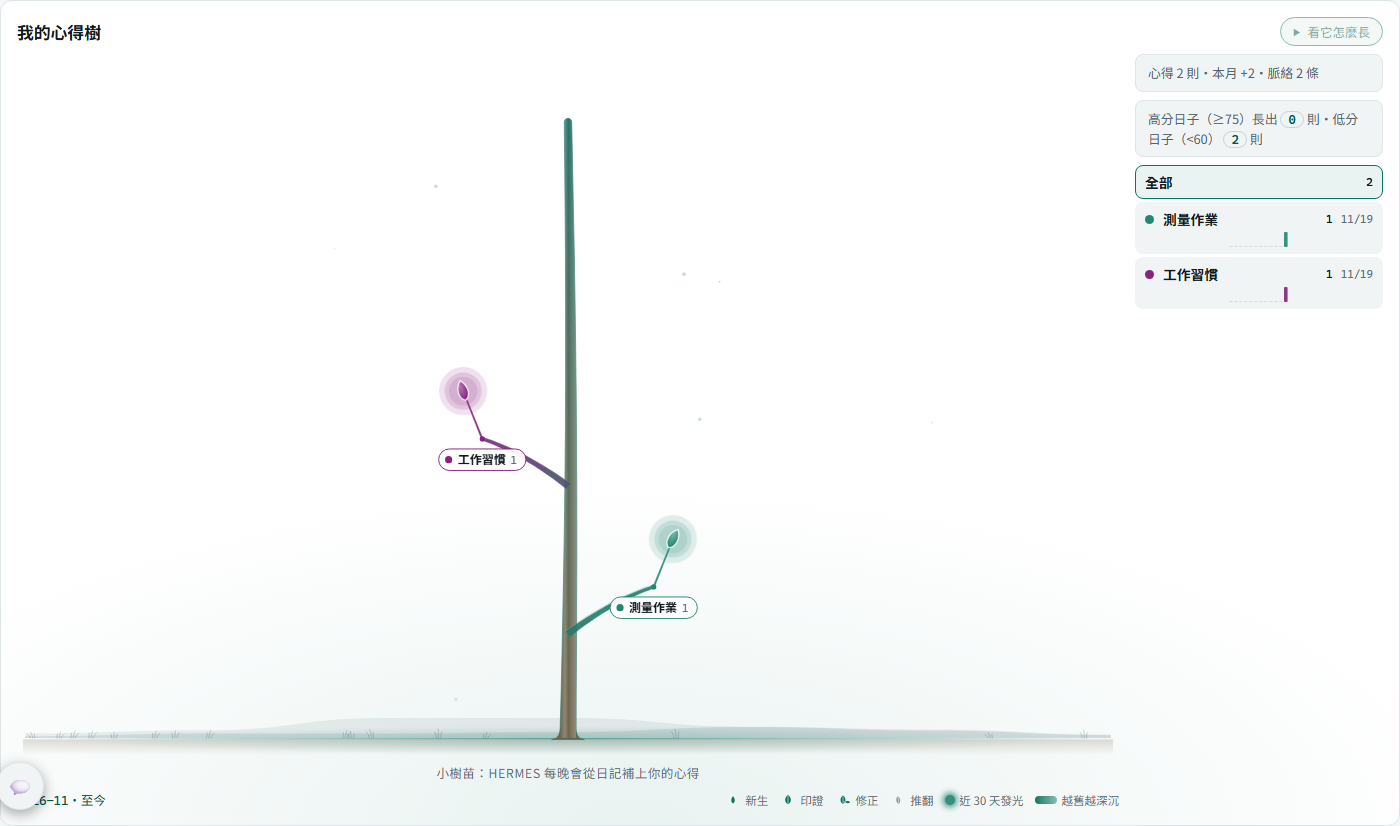 我的心得樹
▶ 看它怎麼長
心得 2 則・本月 +2・脈絡 2 條
高分日子（≥75）長出 0 則・低分
日子（<60） 2 則
全部 2
測量作業 1 11/19
工作習慣 1 11/19
工作習慣 1
測量作業 1
小樹苗：HERMES 每晚會從日記補上你的心得
6–11・至今
新生 印證 修正 推翻 近 30 天發光 越舊越深沉